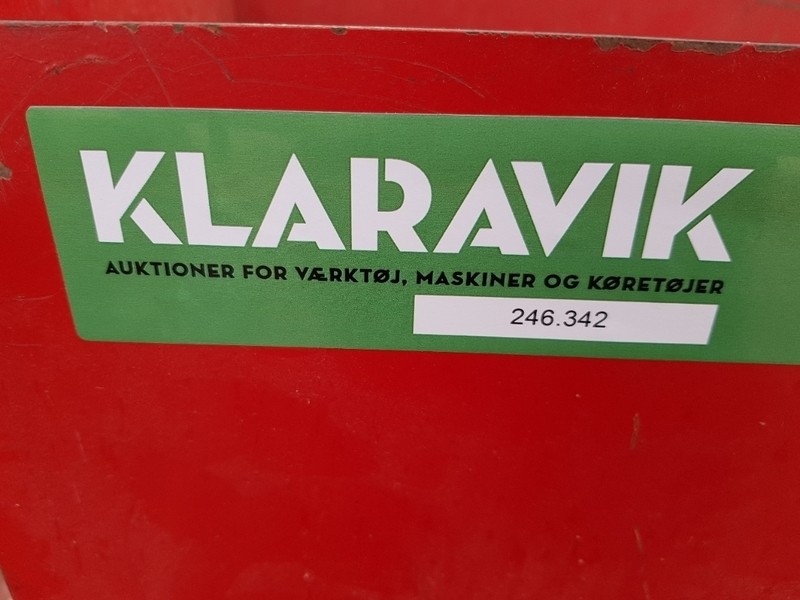 KLARAVIK
AUKTIONER FOR VÆRKTØJ, MASKINER OG KØRETØJER
246.342